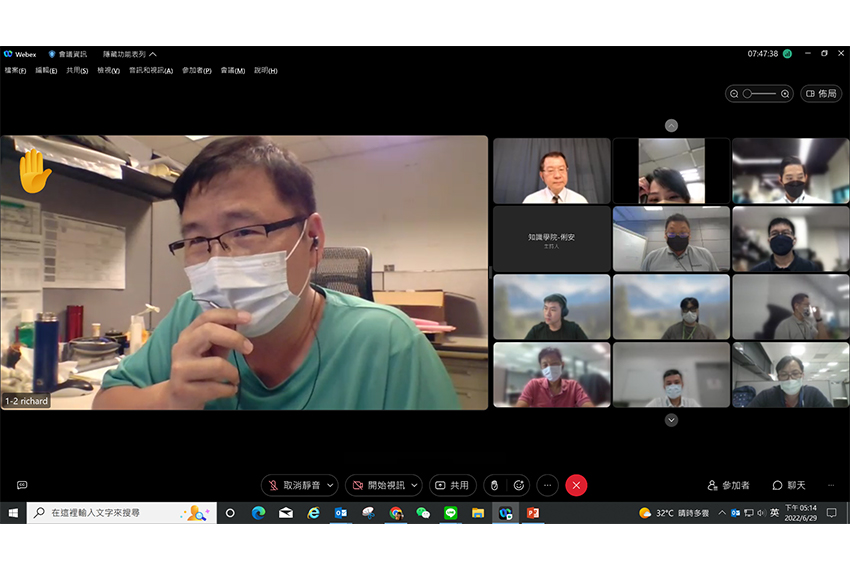 Webex 會議資訊 隱藏功能表列 07:47:38
檔案(F) 編輯(E) 共用(S) 檢視(V) 音訊和視訊(A) 參加者(P) 會議(M) 說明(H)
佈局
知識學院-俐安
主持人
1-2 richard
取消靜音 開始視訊 共用 參加者 聊天
在這裡輸入文字來搜尋 32°C 晴時多雲 英 下午 05:14
2022/6/29